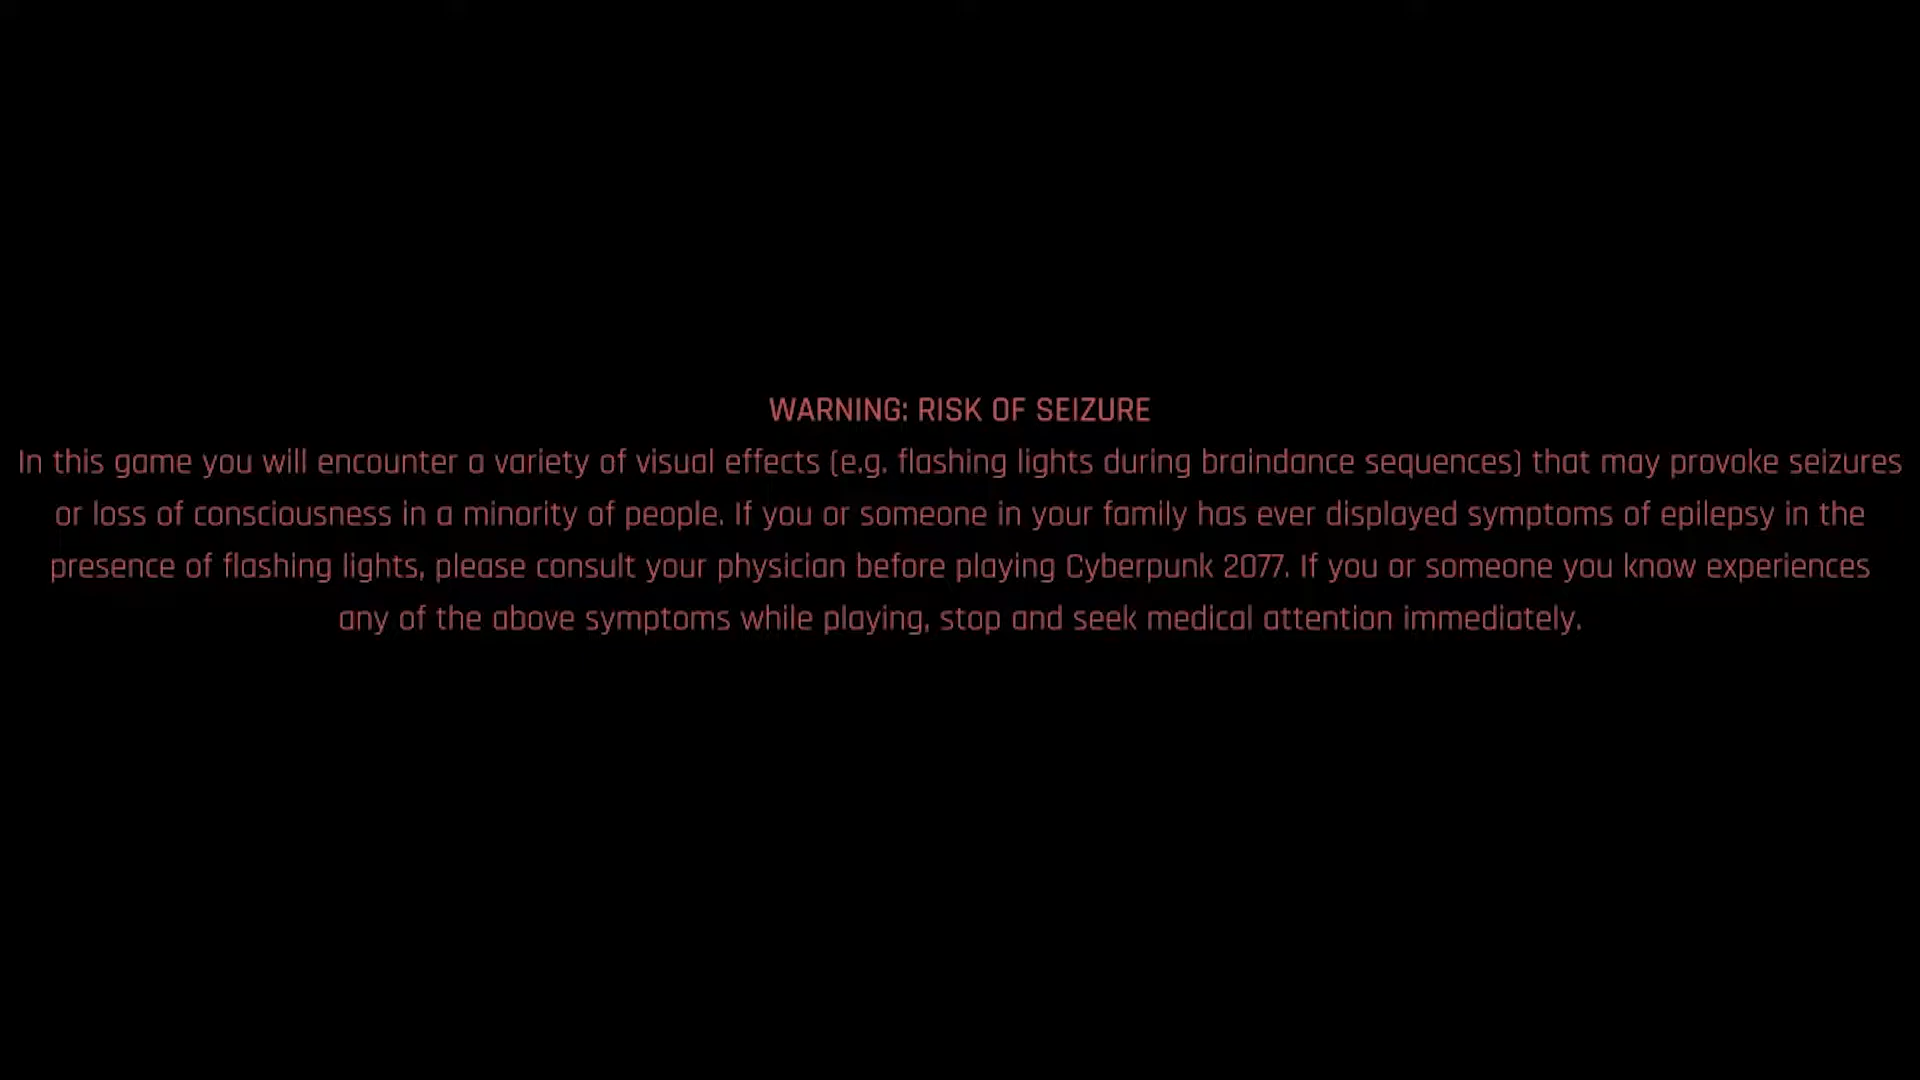 WARNING: RISK OF SEIZURE
In this game you will encounter a variety of visual effects (e.g. flashing lights during braindance sequences) that may provoke seizures
or loss of consciousness in a minority of people. If you or someone in your family has ever displayed symptoms of epilepsy in the
presence of flashing lights, please consult your physician before playing Cyberpunk 2077. If you or someone you know experiences
any of the above symptoms while playing, stop and seek medical attention immediately.